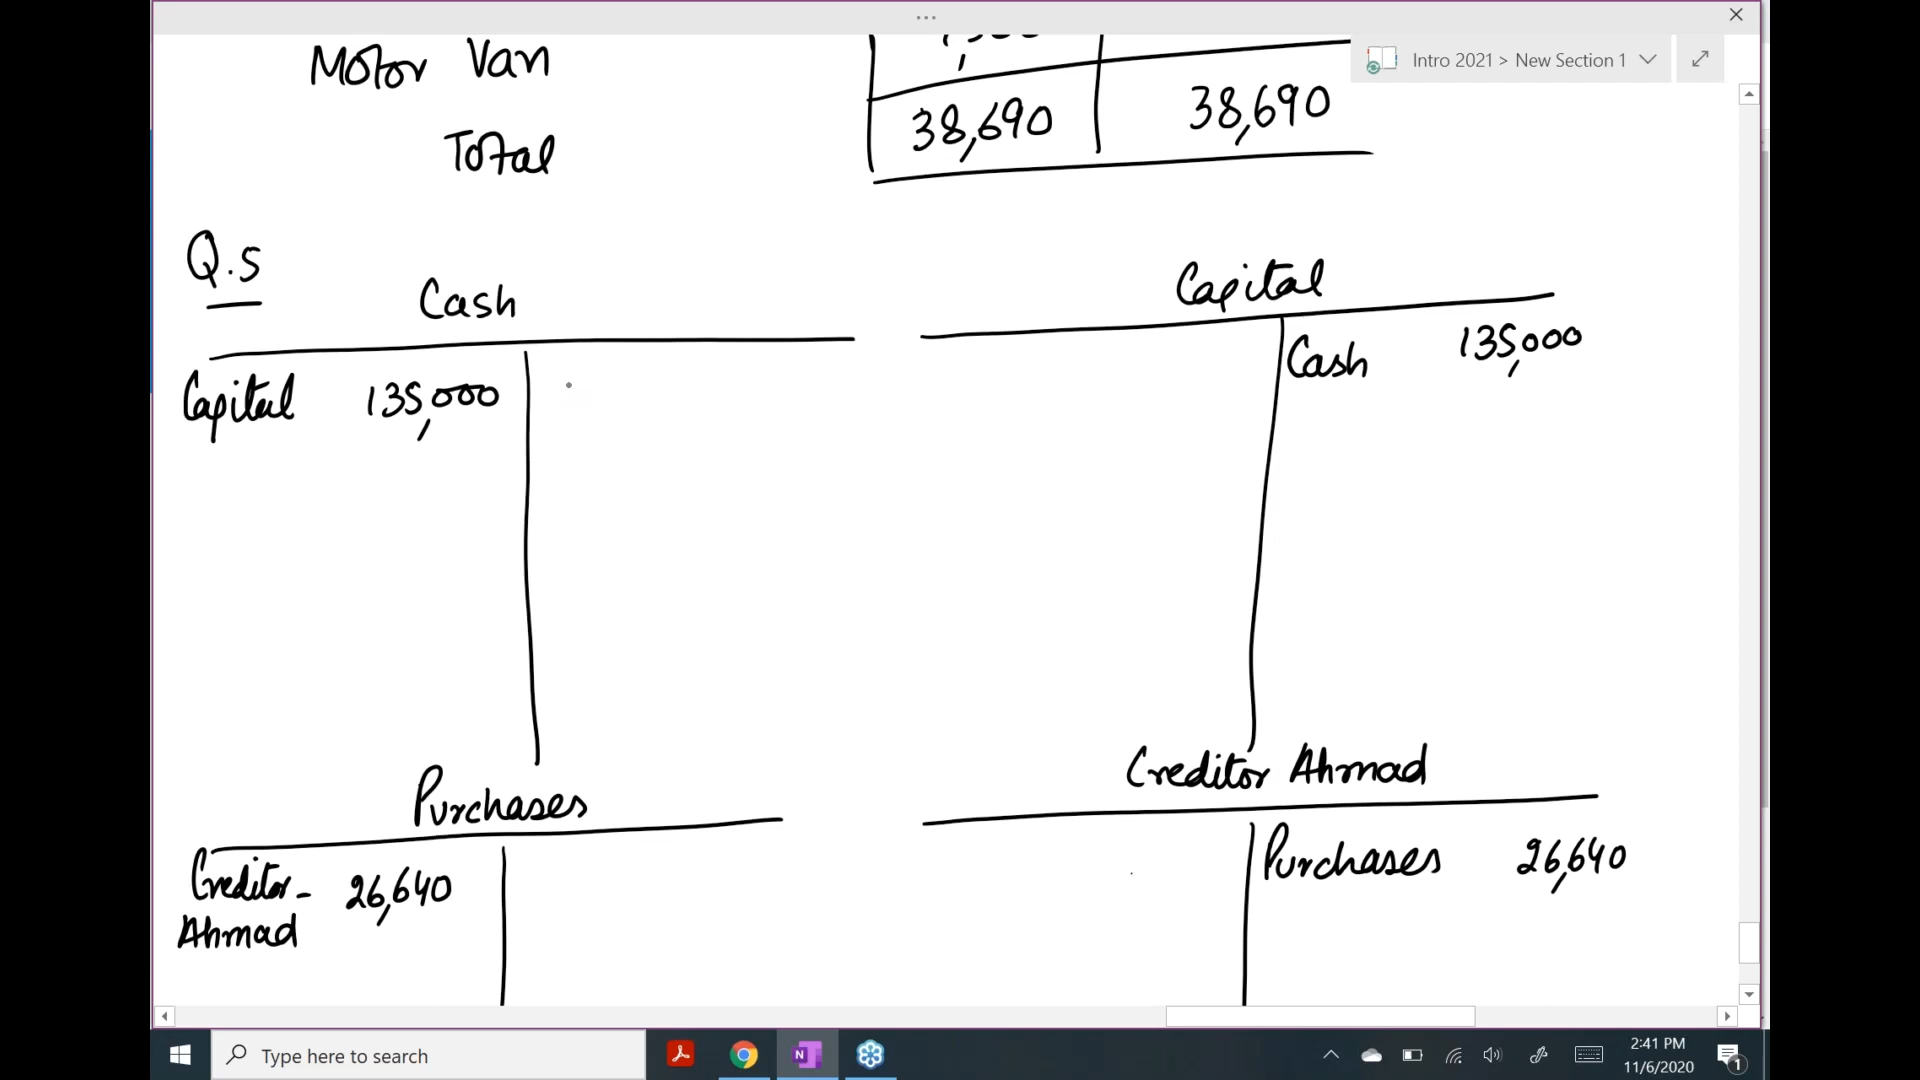 Intro 2021 > New Section 1
Motor Van
38,690 38,690
Total
Q.5
Cash
Capital 135,000
Capital
Cash 135,000
Purchases
Creditor - 26,640
Ahmad
Creditor Ahmad
Purchases 26,640
Type here to search
N
2:41 PM
11/6/2020
1